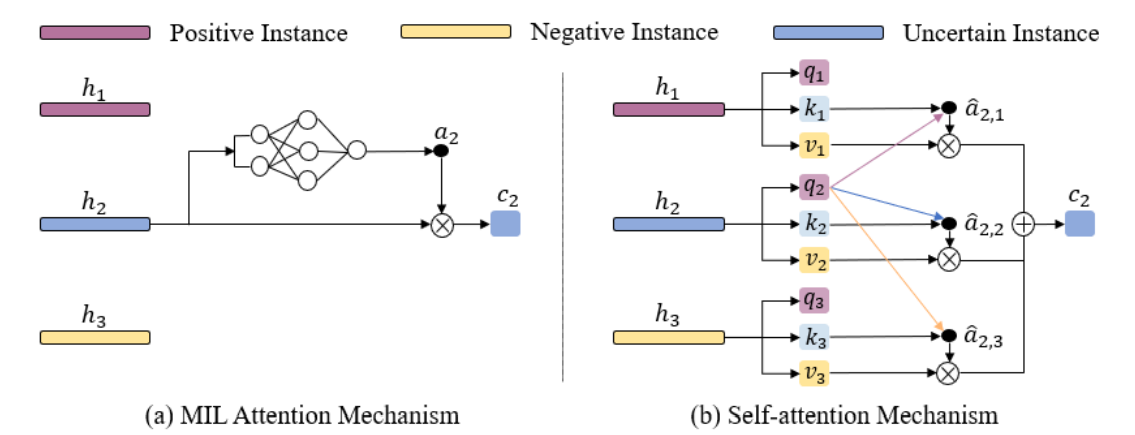 Positive Instance Negative Instance Uncertain Instance
h₁
a₂
h₂
c₂
h₃
(a) MIL Attention Mechanism
h₁
q₁
k₁
v₁
â₂,₁
h₂
q₂
k₂
v₂
â₂,₂
c₂
h₃
q₃
k₃
v₃
â₂,₃
(b) Self-attention Mechanism